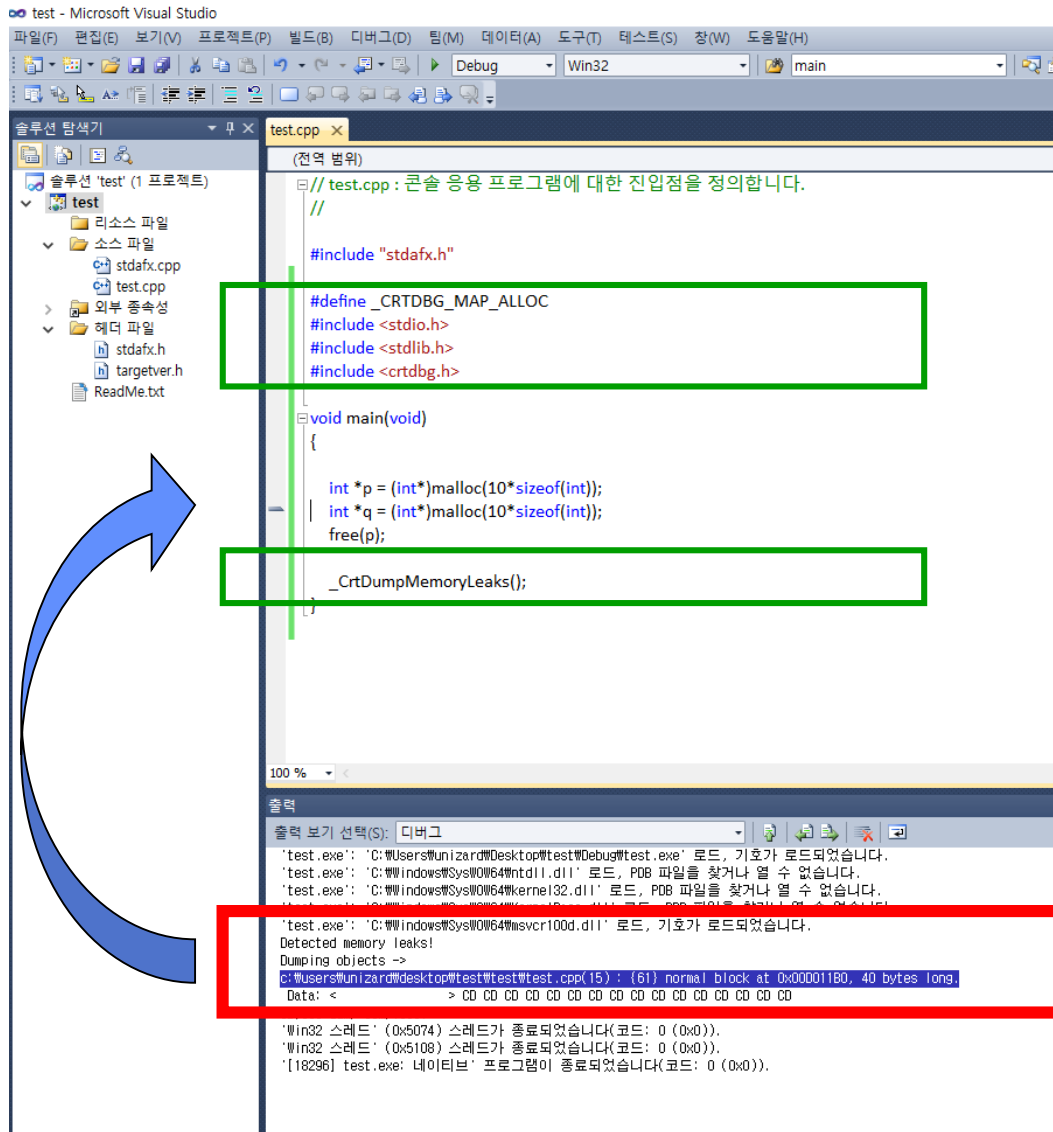 test - Microsoft Visual Studio
파일(F) 편집(E) 보기(V) 프로젝트(P) 빌드(B) 디버그(D) 팀(M) 데이터(A) 도구(T) 테스트(S) 창(W) 도움말(H)
Debug Win32 main
솔루션 탐색기
test.cpp
(전역 범위)
솔루션 'test' (1 프로젝트)
test
리소스 파일
소스 파일
stdafx.cpp
test.cpp
외부 종속성
헤더 파일
stdafx.h
targetver.h
ReadMe.txt
// test.cpp : 콘솔 응용 프로그램에 대한 진입점을 정의합니다.
//
#include "stdafx.h"
#define _CRTDBG_MAP_ALLOC
#include <stdio.h>
#include <stdlib.h>
#include <crtdbg.h>
void main(void)
{
int *p = (int*)malloc(10*sizeof(int));
int *q = (int*)malloc(10*sizeof(int));
free(p);
_CrtDumpMemoryLeaks();
}
100 %
출력
출력 보기 선택(S): 디버그
'test.exe': 'C:₩Users₩unizard₩Desktop₩test₩Debug₩test.exe' 로드, 기호가 로드되었습니다.
'test.exe': 'C:₩Windows₩SysWOW64₩ntdll.dll' 로드, PDB 파일을 찾거나 열 수 없습니다.
'test.exe': 'C:₩Windows₩SysWOW64₩kernel32.dll' 로드, PDB 파일을 찾거나 열 수 없습니다.
'test.exe': 'C:₩Windows₩SysWOW64₩msvcr100d.dll' 로드, 기호가 로드되었습니다.
Detected memory leaks!
Dumping objects ->
c:₩users₩unizard₩desktop₩test₩test₩test.cpp(15) : {61} normal block at 0x00D011B0, 40 bytes long.
Data: < > CD CD CD CD CD CD CD CD CD CD CD CD CD CD CD CD
'Win32 스레드' (0x5074) 스레드가 종료되었습니다(코드: 0 (0x0)).
'Win32 스레드' (0x5108) 스레드가 종료되었습니다(코드: 0 (0x0)).
'[18296] test.exe: 네이티브' 프로그램이 종료되었습니다(코드: 0 (0x0)).